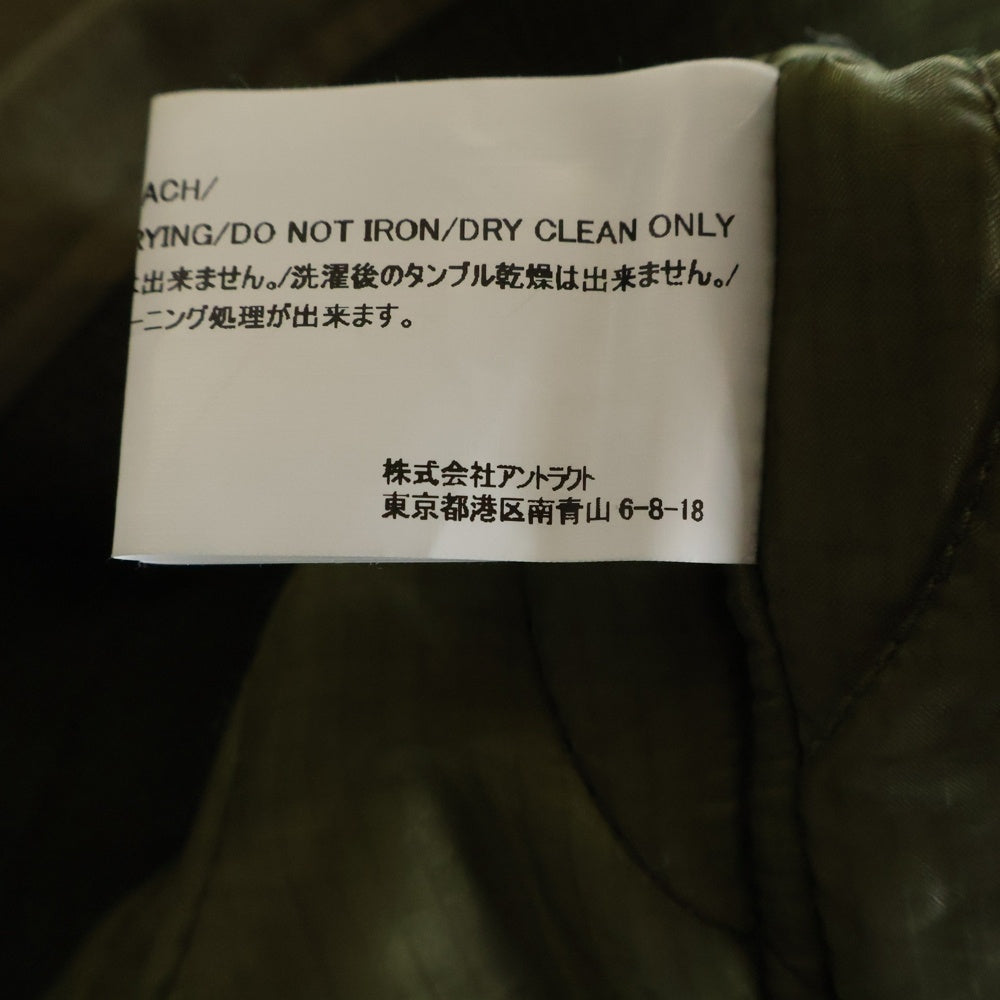 ACH/
RYING/DO NOT IRON/DRY CLEAN ONLY
は出来ません。/洗濯後のタンブル乾燥は出来ません。/
ーニング処理が出来ます。
株式会社アントラクト
東京都港区南青山 6-8-18